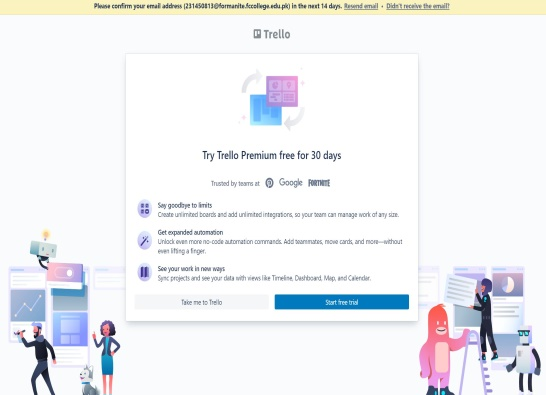 Please confirm your email address (231450813@formanite.fccollege.edu.pk) in the next 14 days. Resend email • Didn't receive the email?
Trello
Try Trello Premium free for 30 days
Trusted by teams at Google FORTNITE
Say goodbye to limits
Create unlimited boards and add unlimited integrations, so your team can manage work of any size.
Get expanded automation
Unlock even more no-code automation commands. Add teammates, move cards, and more—without
even lifting a finger.
See your work in new ways
Sync projects and see your data with views like Timeline, Dashboard, Map, and Calendar.
Take me to Trello
Start free trial